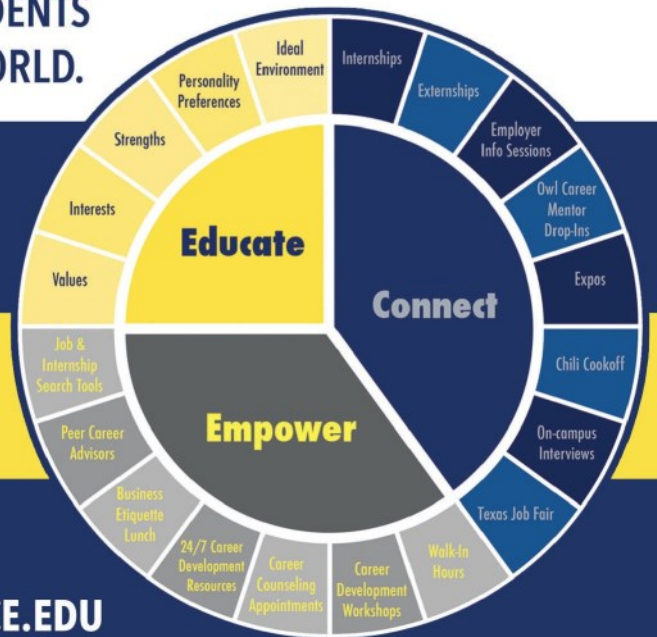 DENTS
ORLD.
Ideal
Environment
Internships
Personality
Preferences
Externships
Strengths
Employer
Info Sessions
Interests
Owl Career
Mentor
Drop-Ins
Values
Expos
Educate
Connect
Empower
Job &
Internship
Search Tools
Chili Cookoff
Peer Career
Advisors
On-campus
Interviews
Business
Etiquette
Lunch
Texas Job Fair
24/7 Career
Development
Resources
Career
Counseling
Appointments
Career
Development
Workshops
Walk-In
Hours
CE.EDU